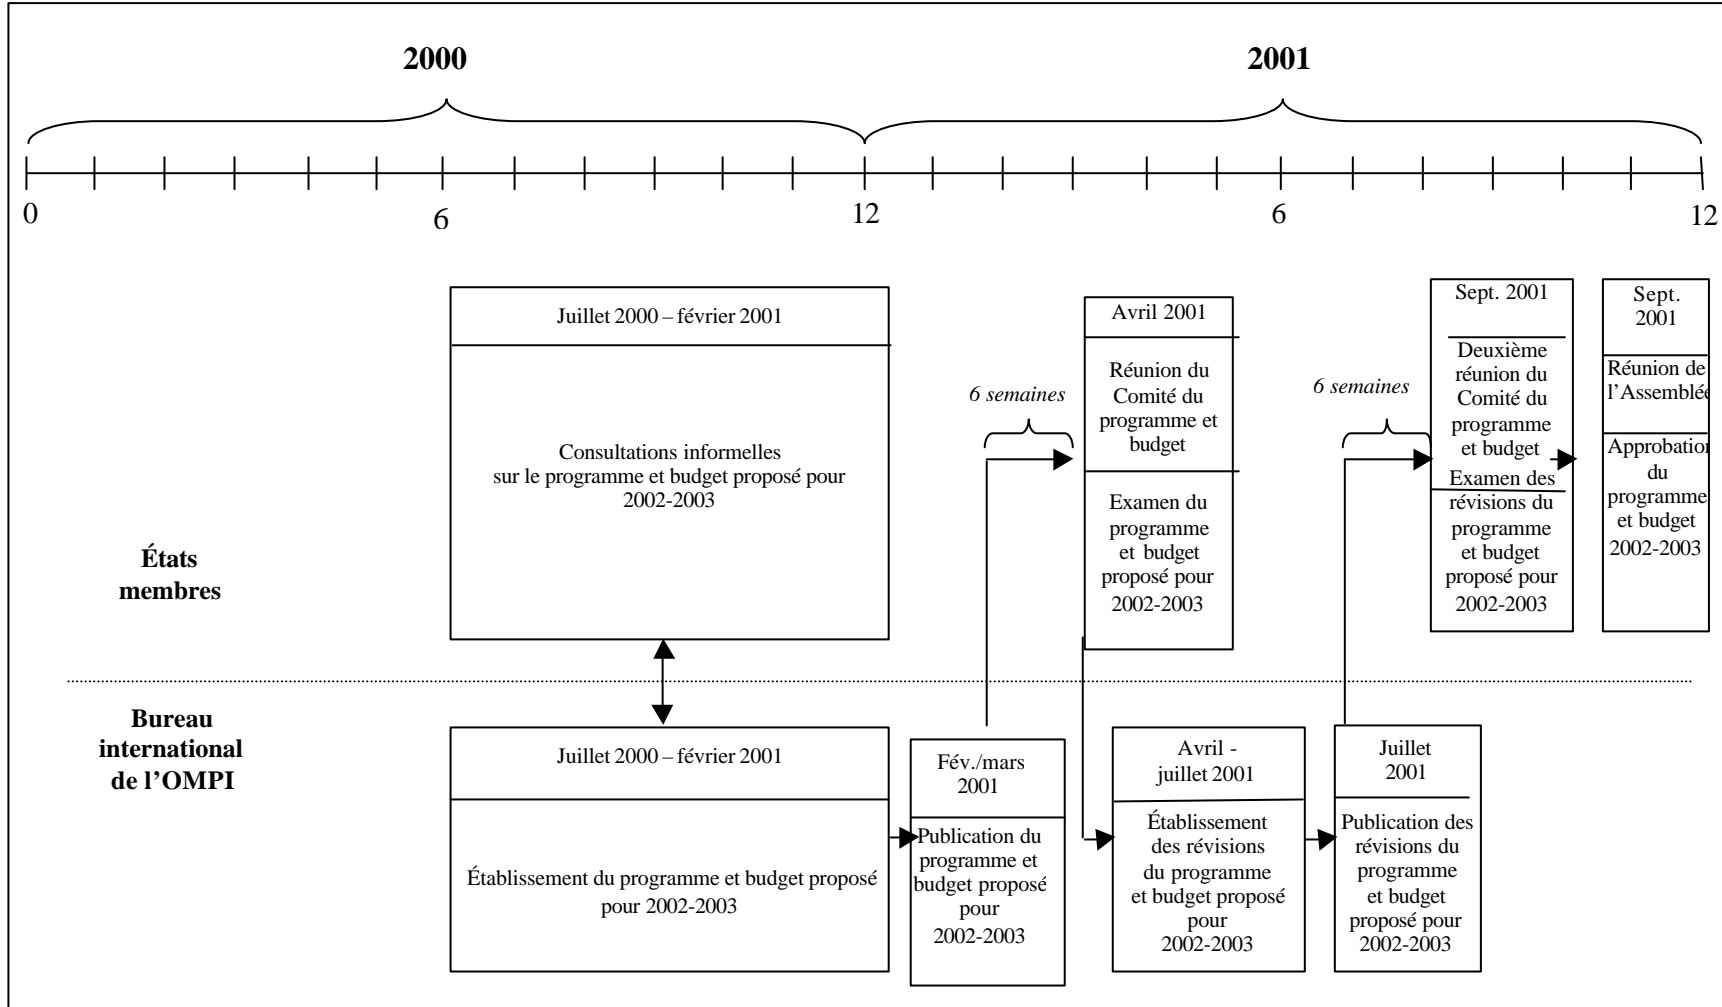 2000
2001
0
6
12
6
12
Juillet 2000 – février 2001
Consultations informelles
sur le programme et budget proposé pour
2002-2003
6 semaines
Avril 2001
Réunion du
Comité du
programme et
budget
Examen du
programme
et budget
proposé pour
2002-2003
6 semaines
Sept. 2001
Deuxième
réunion du
Comité du
programme
et budget
Examen des
révisions du
programme
et budget
proposé pour
2002-2003
Sept.
2001
Réunion de
l’Assemblée
Approbation
du
programme
et budget
2002-2003
États
membres
Bureau
international
de l’OMPI
Juillet 2000 – février 2001
Établissement du programme et budget proposé
pour 2002-2003
Fév./mars
2001
Publication du
programme et
budget proposé
pour
2002-2003
Avril -
juillet 2001
Établissement
des révisions
du programme
et budget proposé
pour
2002-2003
Juillet
2001
Publication des
révisions du
programme
et budget
proposé pour
2002-2003